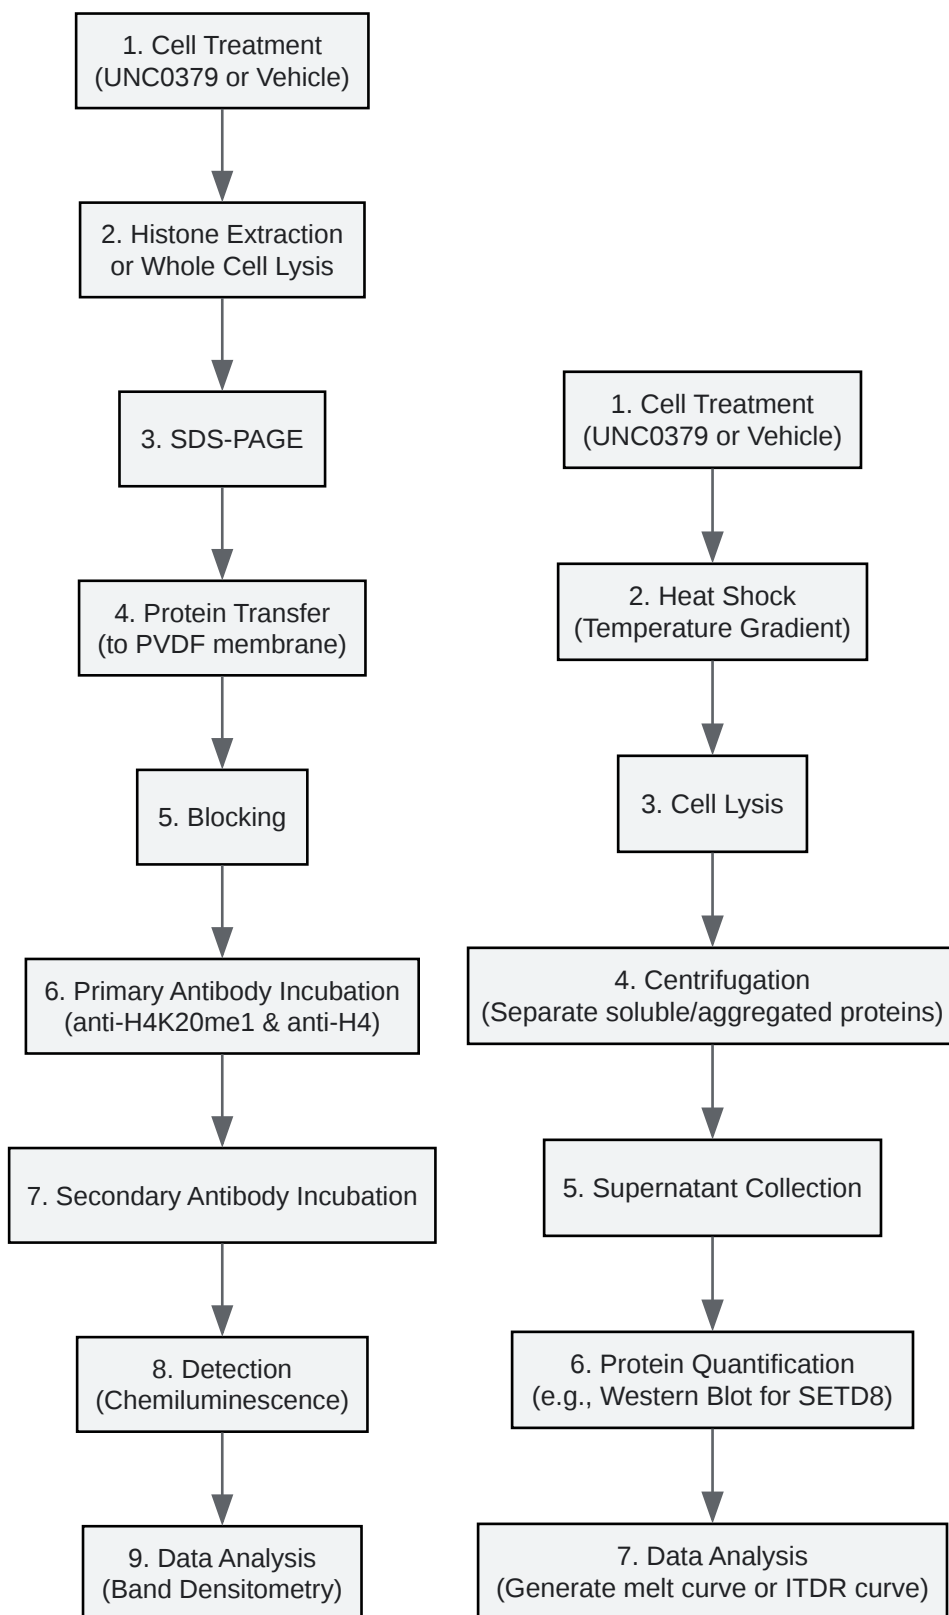 1. Cell Treatment
(UNC0379 or Vehicle)
2. Histone Extraction
or Whole Cell Lysis
3. SDS-PAGE
4. Protein Transfer
(to PVDF membrane)
5. Blocking
6. Primary Antibody Incubation
(anti-H4K20me1 & anti-H4)
7. Secondary Antibody Incubation
8. Detection
(Chemiluminescence)
9. Data Analysis
(Band Densitometry)
1. Cell Treatment
(UNC0379 or Vehicle)
2. Heat Shock
(Temperature Gradient)
3. Cell Lysis
4. Centrifugation
(Separate soluble/aggregated proteins)
5. Supernatant Collection
6. Protein Quantification
(e.g., Western Blot for SETD8)
7. Data Analysis
(Generate melt curve or ITDR curve)